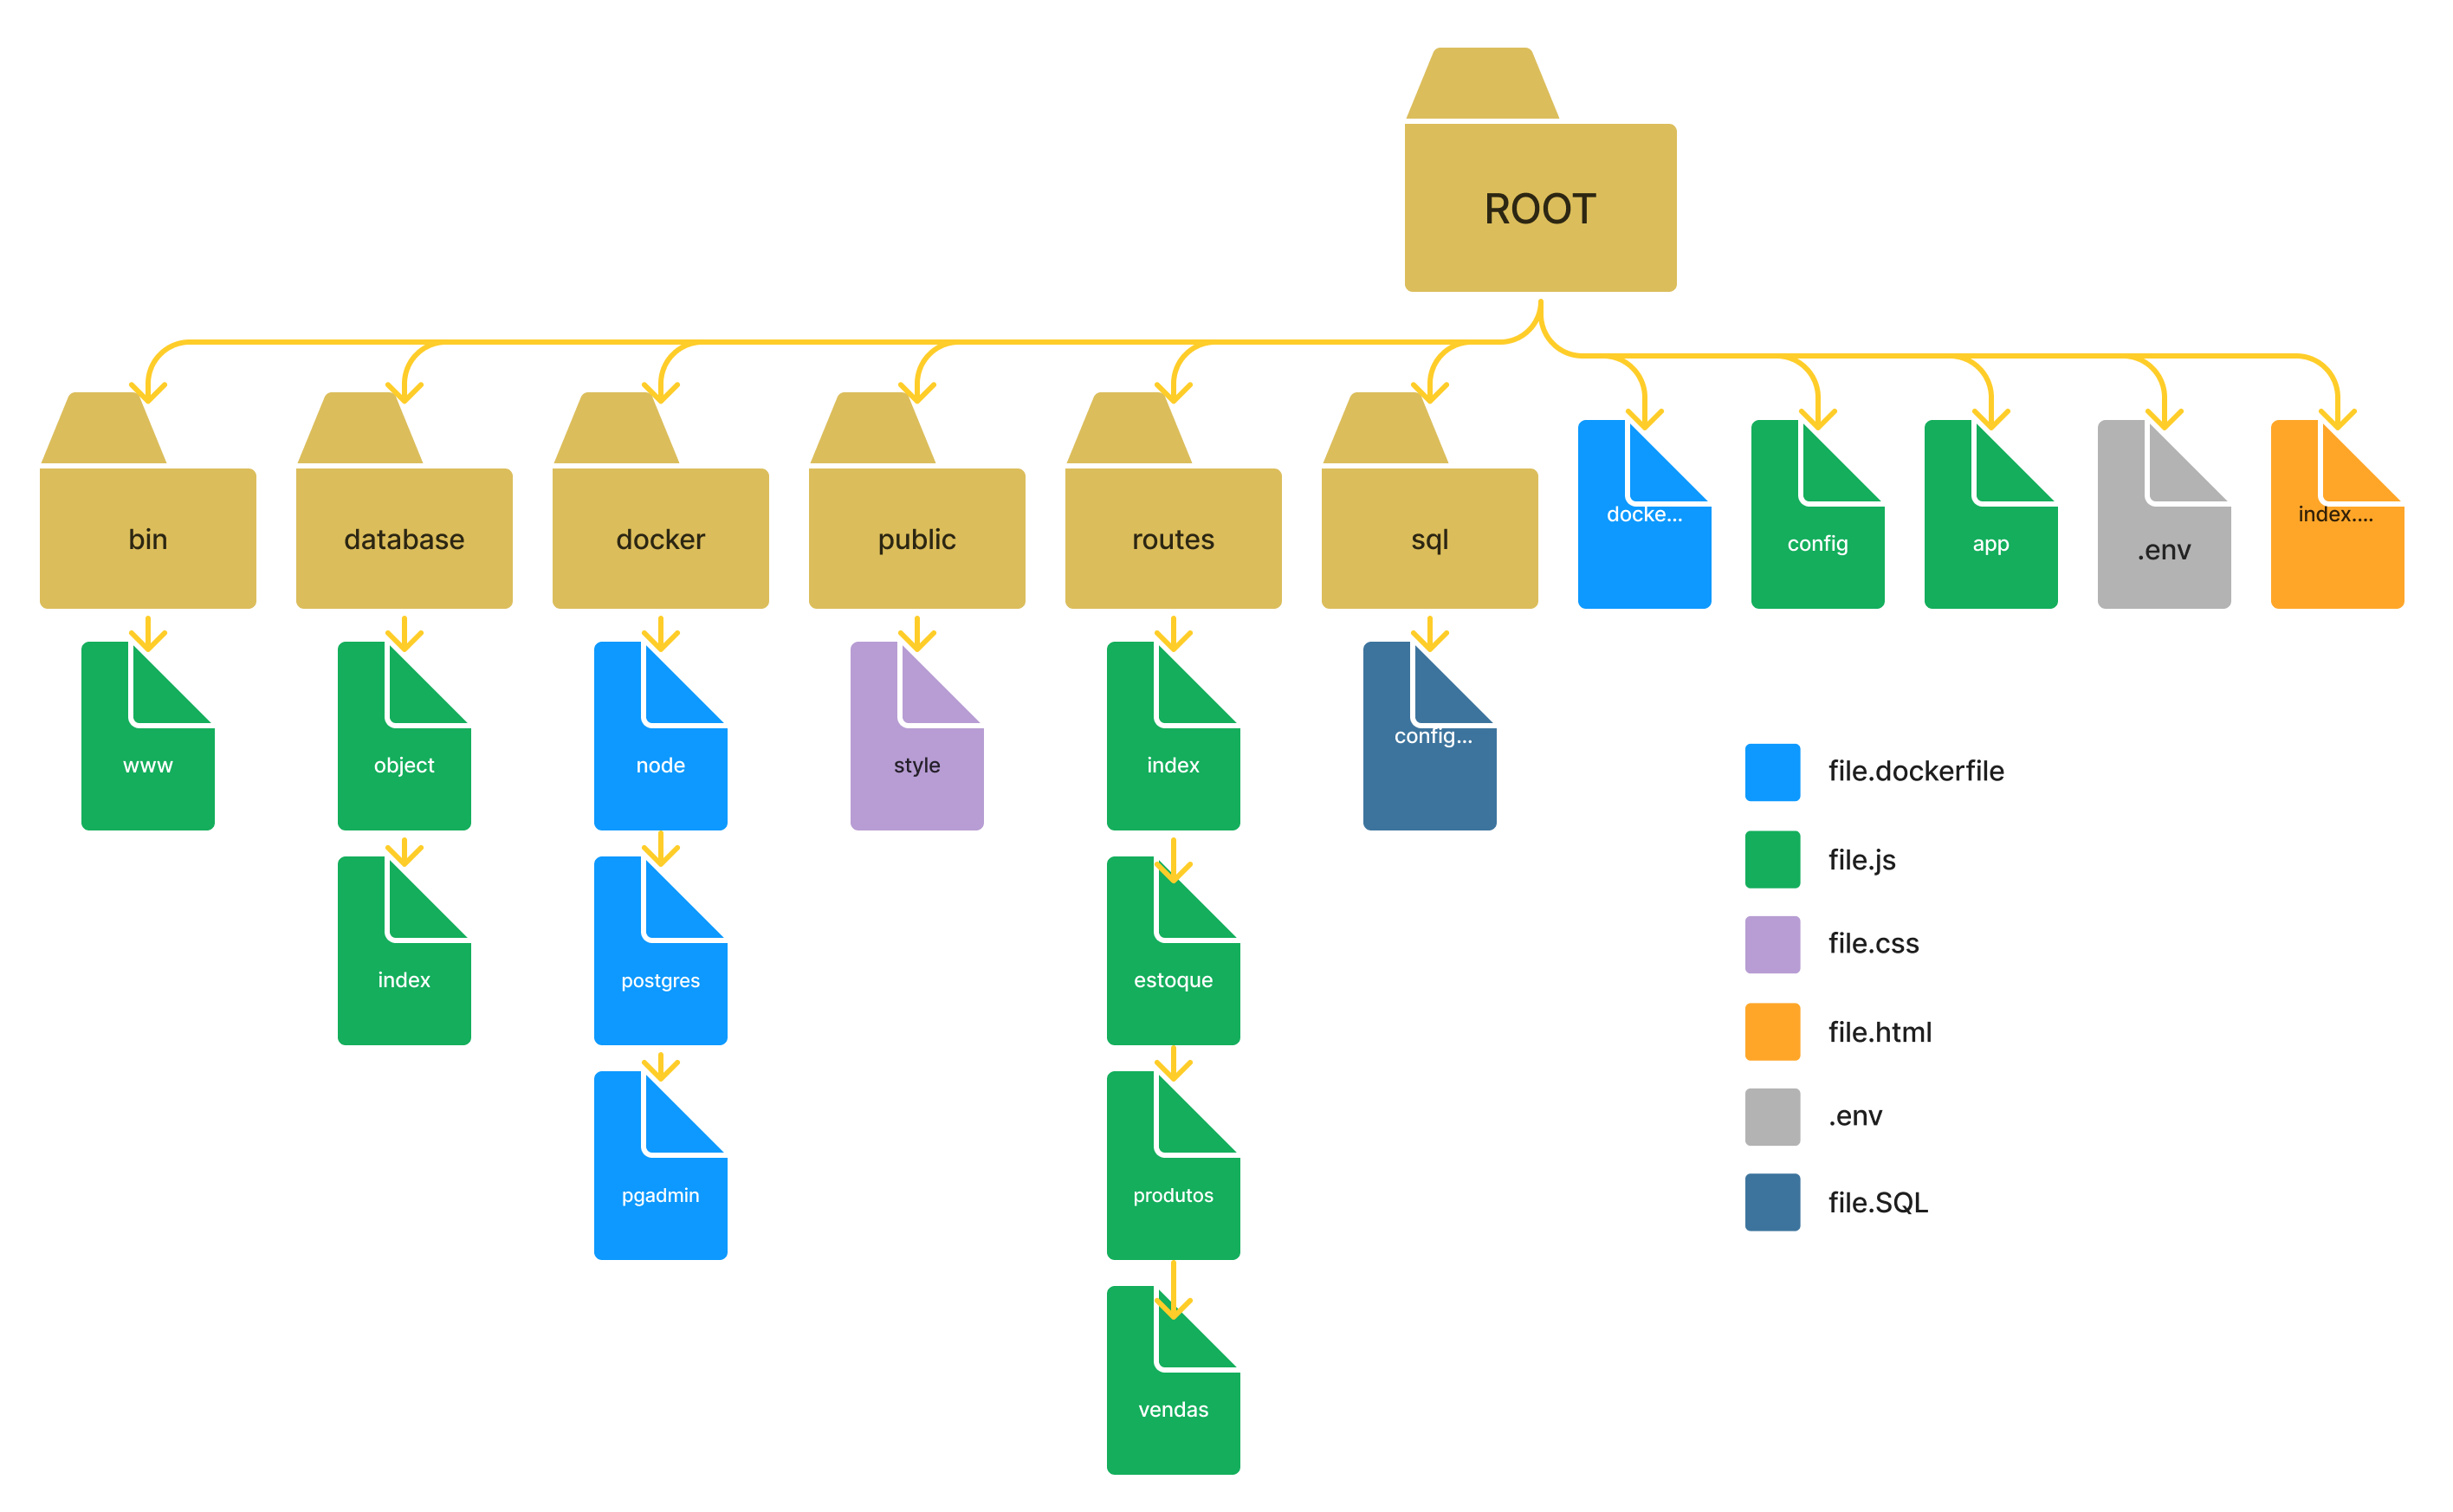 ROOT
bin
database
docker
public
routes
sql
docke...
config
app
.env
index....
www
object
node
style
index
config...
index
postgres
estoque
pgadmin
produtos
vendas
file.dockerfile
file.js
file.css
file.html
.env
file.SQL